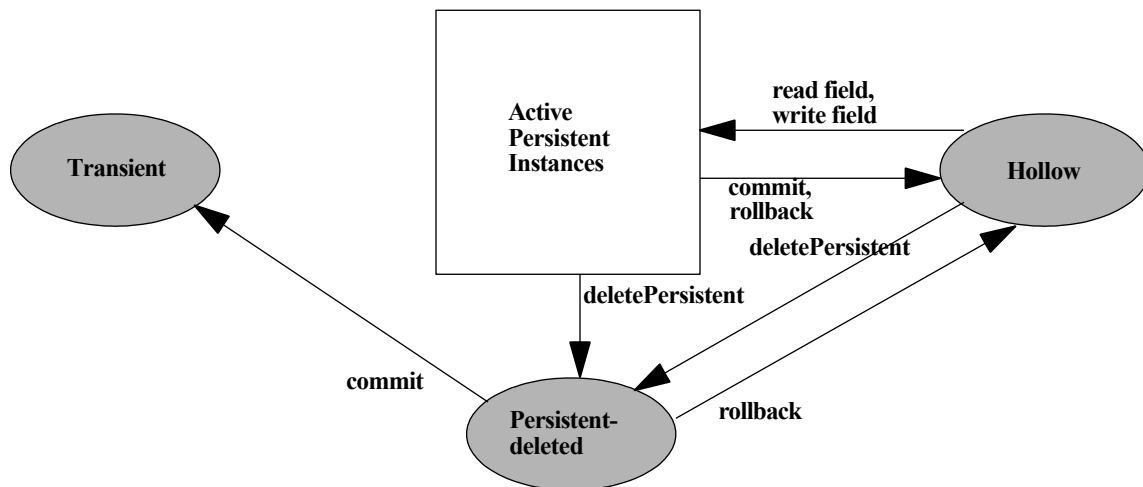 read field,
write field
Active
Persistent
Instances
Transient
Hollow
commit,
rollback
deletePersistent
deletePersistent
commit
rollback
Persistent-
deleted